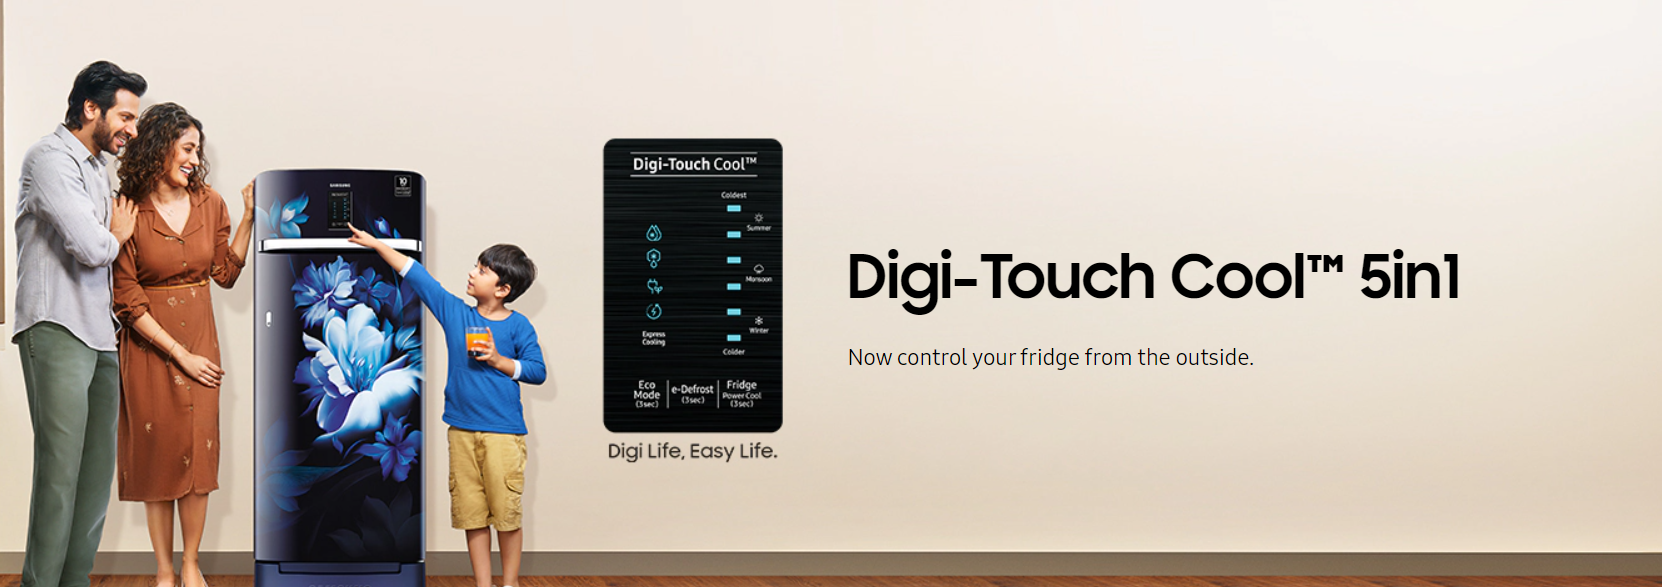 SAMSUNG
10
Digi-Touch Cool™
Coldest
Summer
Monsoon
Winter
Colder
Express
Cooling
Eco
Mode
(3sec)
e-Defrost
(3sec)
Fridge
Power Cool
(3sec)
Digi Life, Easy Life.
Digi-Touch Cool™ 5in1
Now control your fridge from the outside.